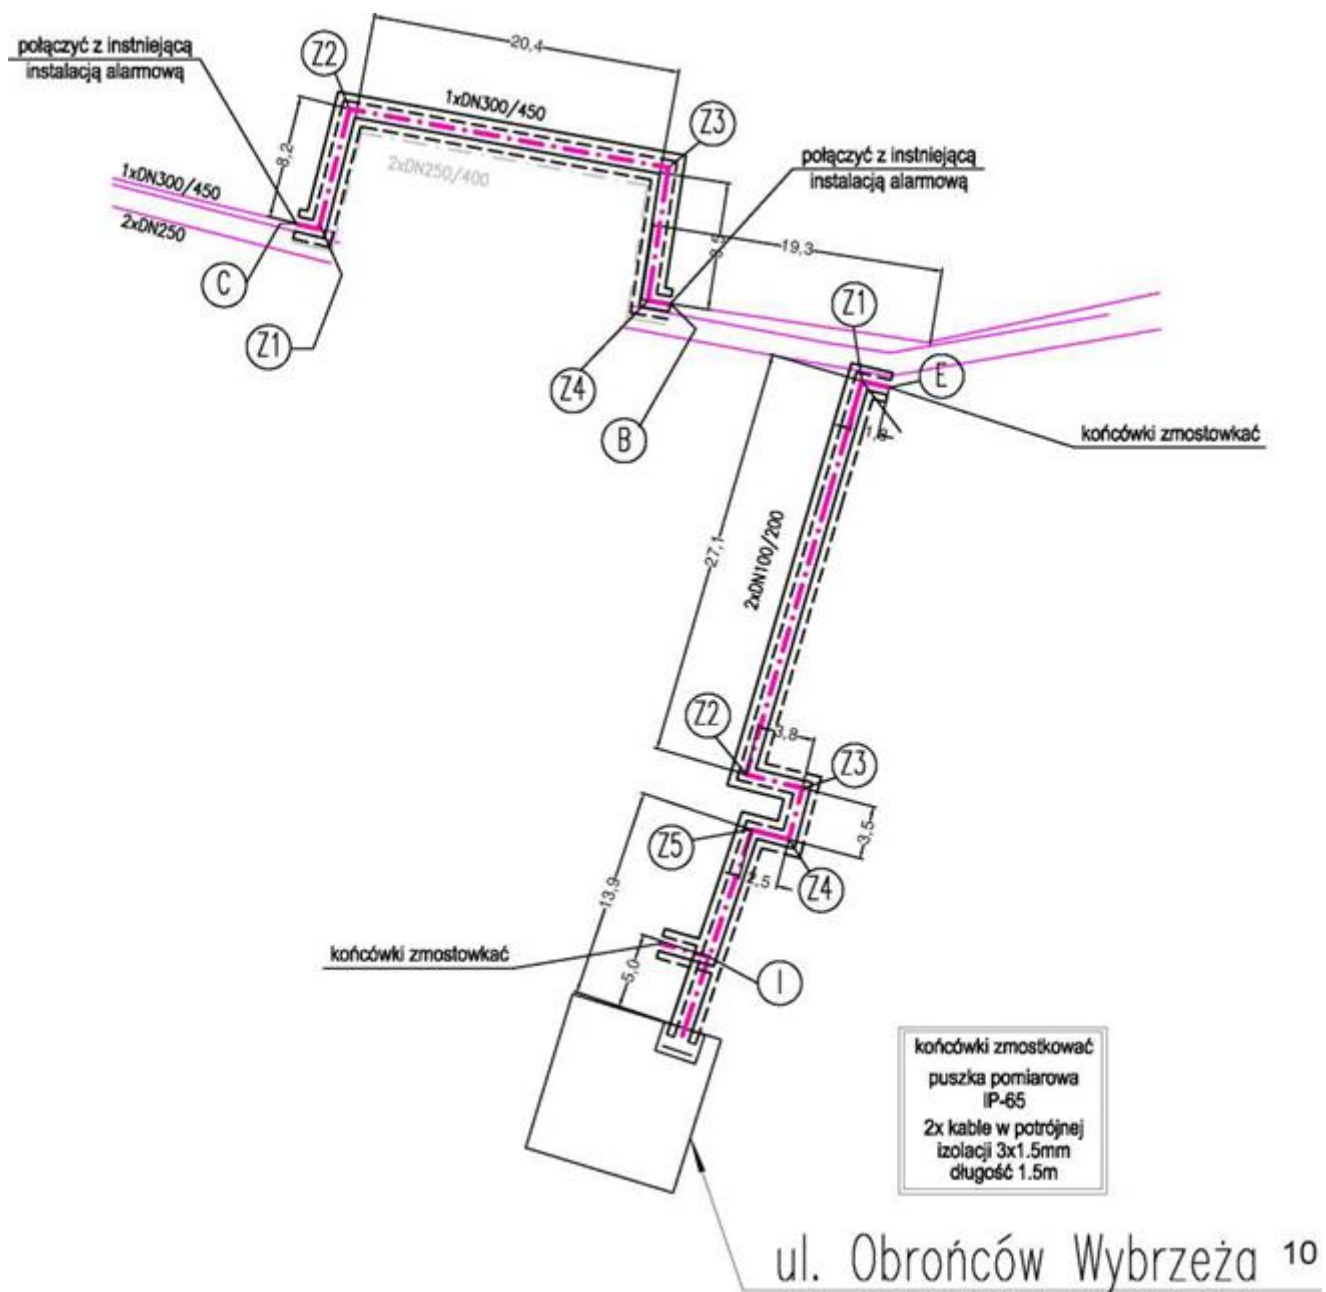 połączyć z instniejącą
instalacją alarmową
Z2
20,4
1xDN300/450
Z3
połączyć z instniejącą
instalacją alarmową
8,2
2xDN250/400
1xDN300/450
2xDN250
19,3
C
Z1
Z1
E
Z4
B
końcówki zmostowkać
1,8
27,1
2xDN100/200
Z2
3,8
Z3
3,5
Z5
Z4
13,9
końcówki zmostowkać
5,0
I
końcówki zmostkować
puszka pomiarowa
IP-65
2x kable w potrójnej
izolacji 3x1.5mm
długość 1.5m
ul. Obrońców Wybrzeża 10